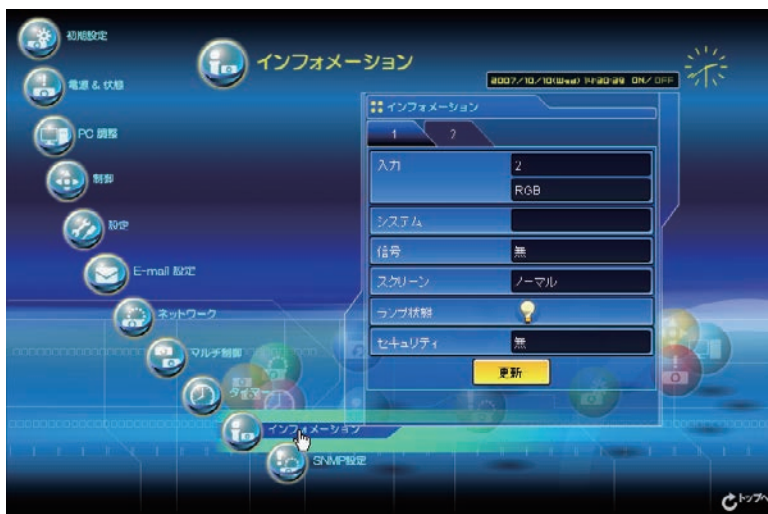 初期設定
電源 & 状態
PC 調整
制御
設定
E-mail 設定
ネットワーク
マルチ制御
タイマ
インフォメーション
SNMP設定
インフォメーション
2007/10/10(Wed) 14:30:29 ON/OFF
インフォメーション
1 2
入力 2
RGB
システム
信号 無
スクリーン ノーマル
ランプ状態
セキュリティ 無
更新
トップへ